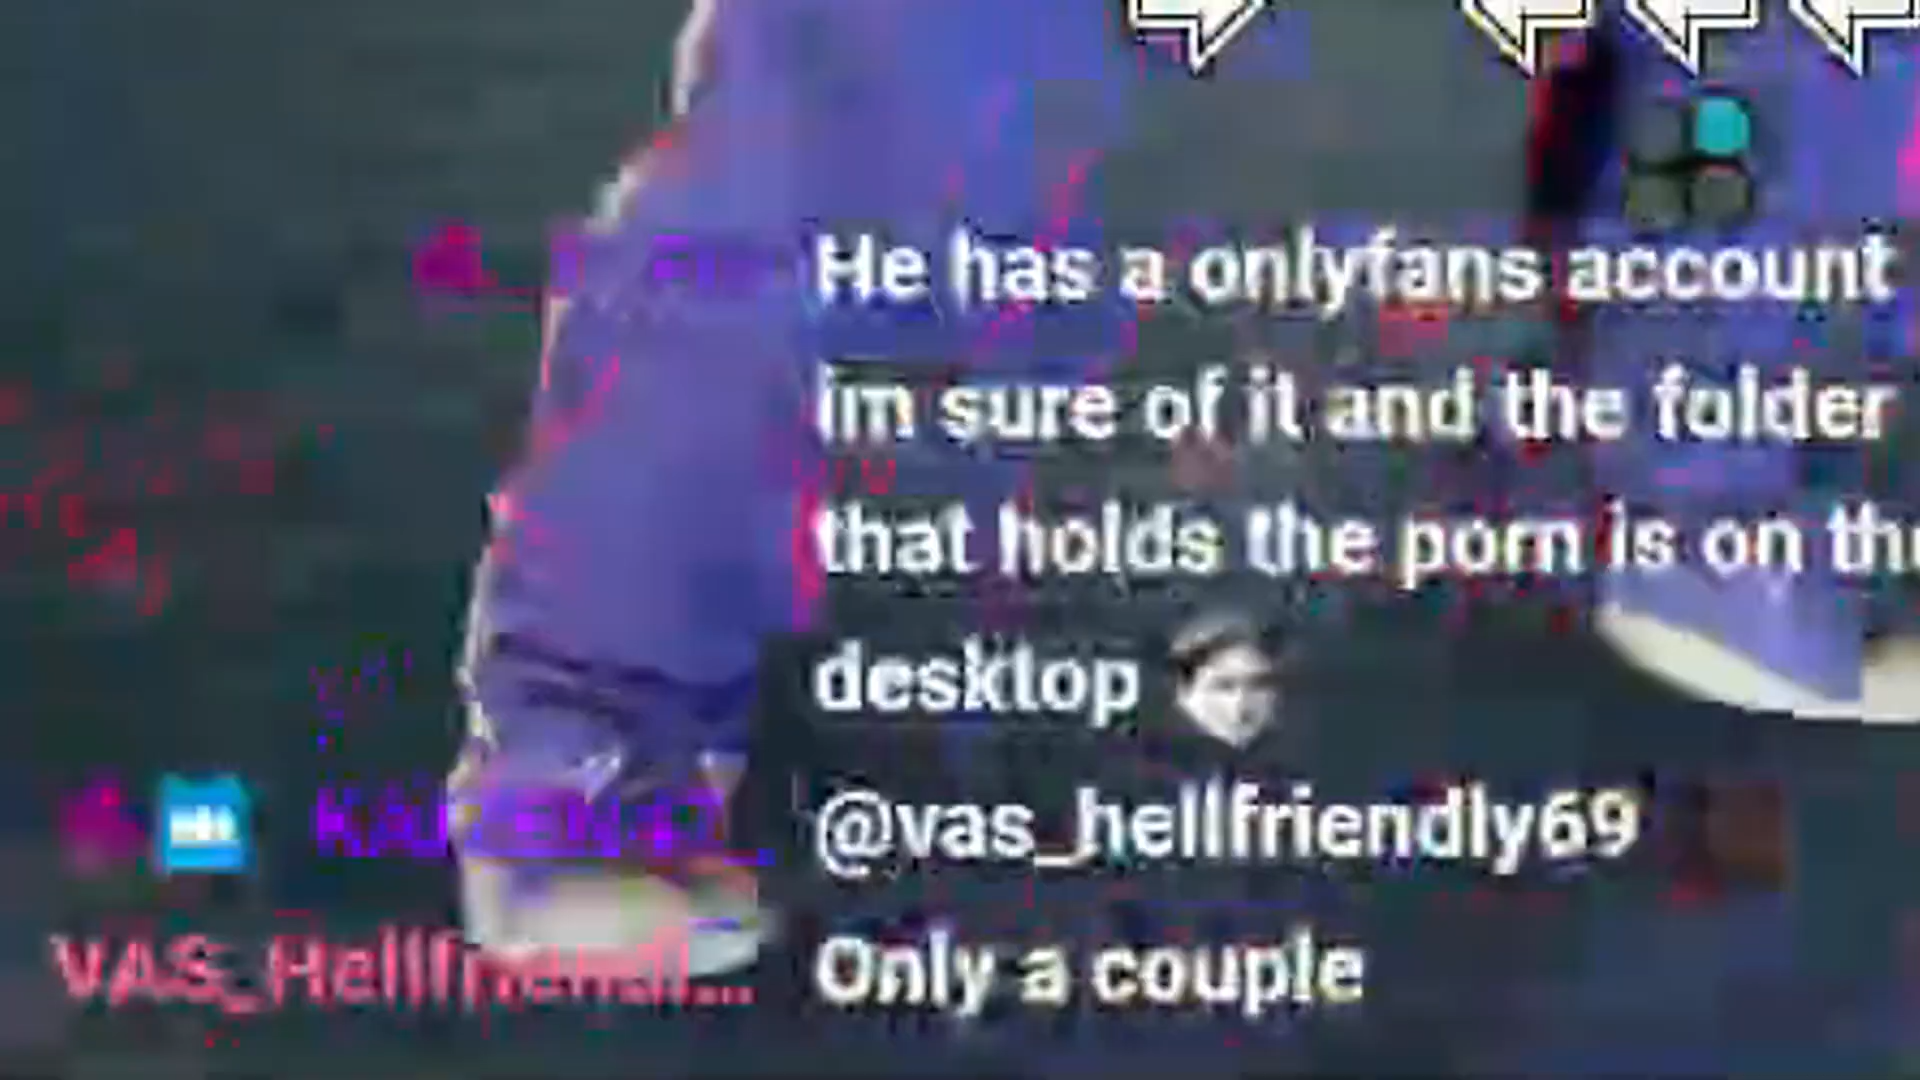 He has a onlyfans account
im sure of it and the folder
that holds the porn is on the
desktop
@vas_hellfriendly69
VAS_Hellfriendl... Only a couple